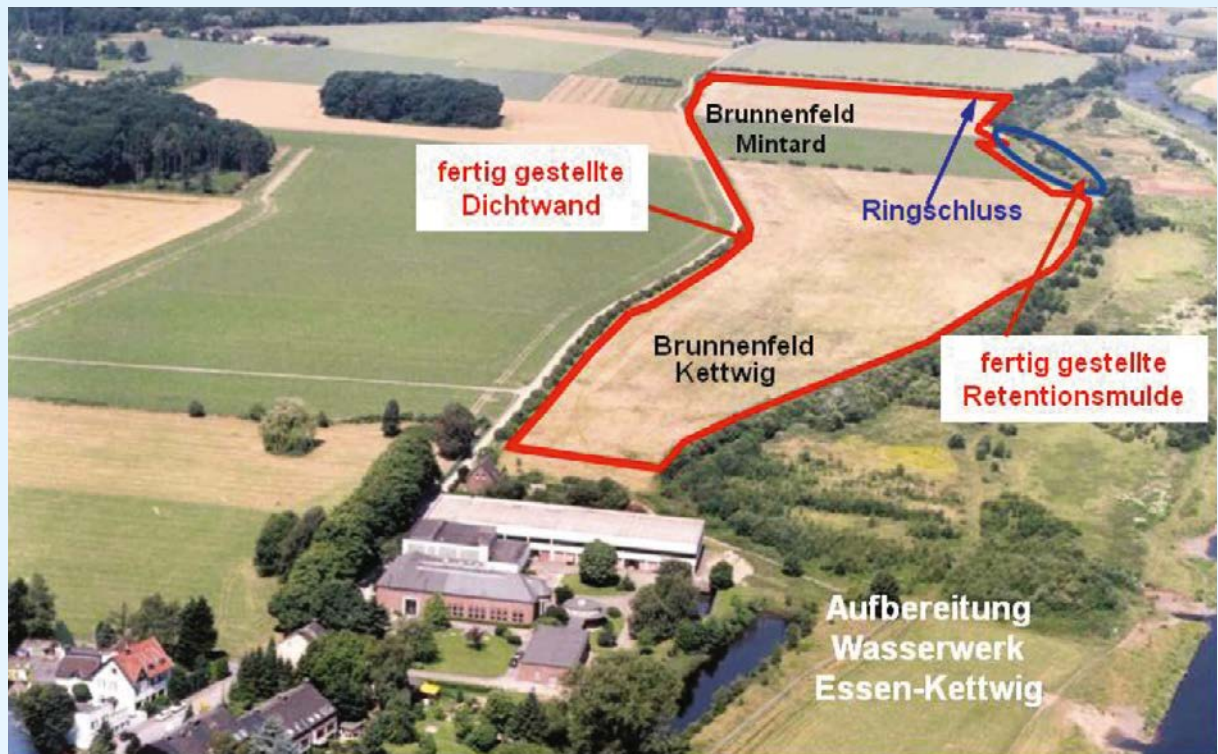 Brunnenfeld
Mintard
fertig gestellte
Dichtwand
Ringschluss
Brunnenfeld
Kettwig
fertig gestellte
Retentionsmulde
Aufbereitung
Wasserwerk
Essen-Kettwig